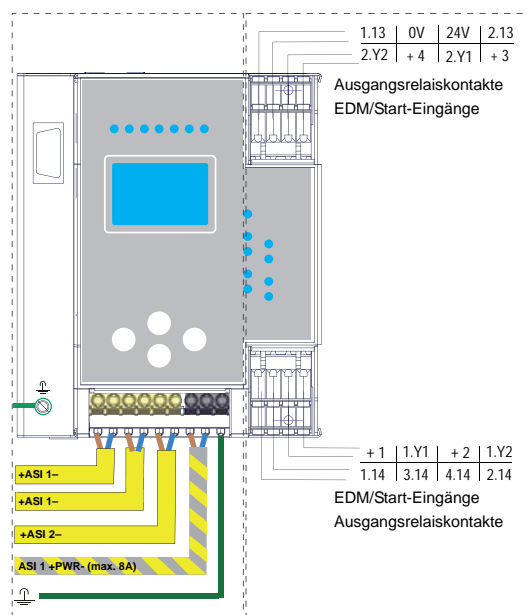 1.13 0V 24V 2.13
2.Y2 + 4 2.Y1 + 3
Ausgangsrelaiskontakte
EDM/Start-Eingänge
+ASI 1–
+ASI 1–
+ASI 2–
ASI 1 +PWR- (max. 8A)
+ 1 1.Y1 + 2 1.Y2
1.14 3.14 4.14 2.14
EDM/Start-Eingänge
Ausgangsrelaiskontakte